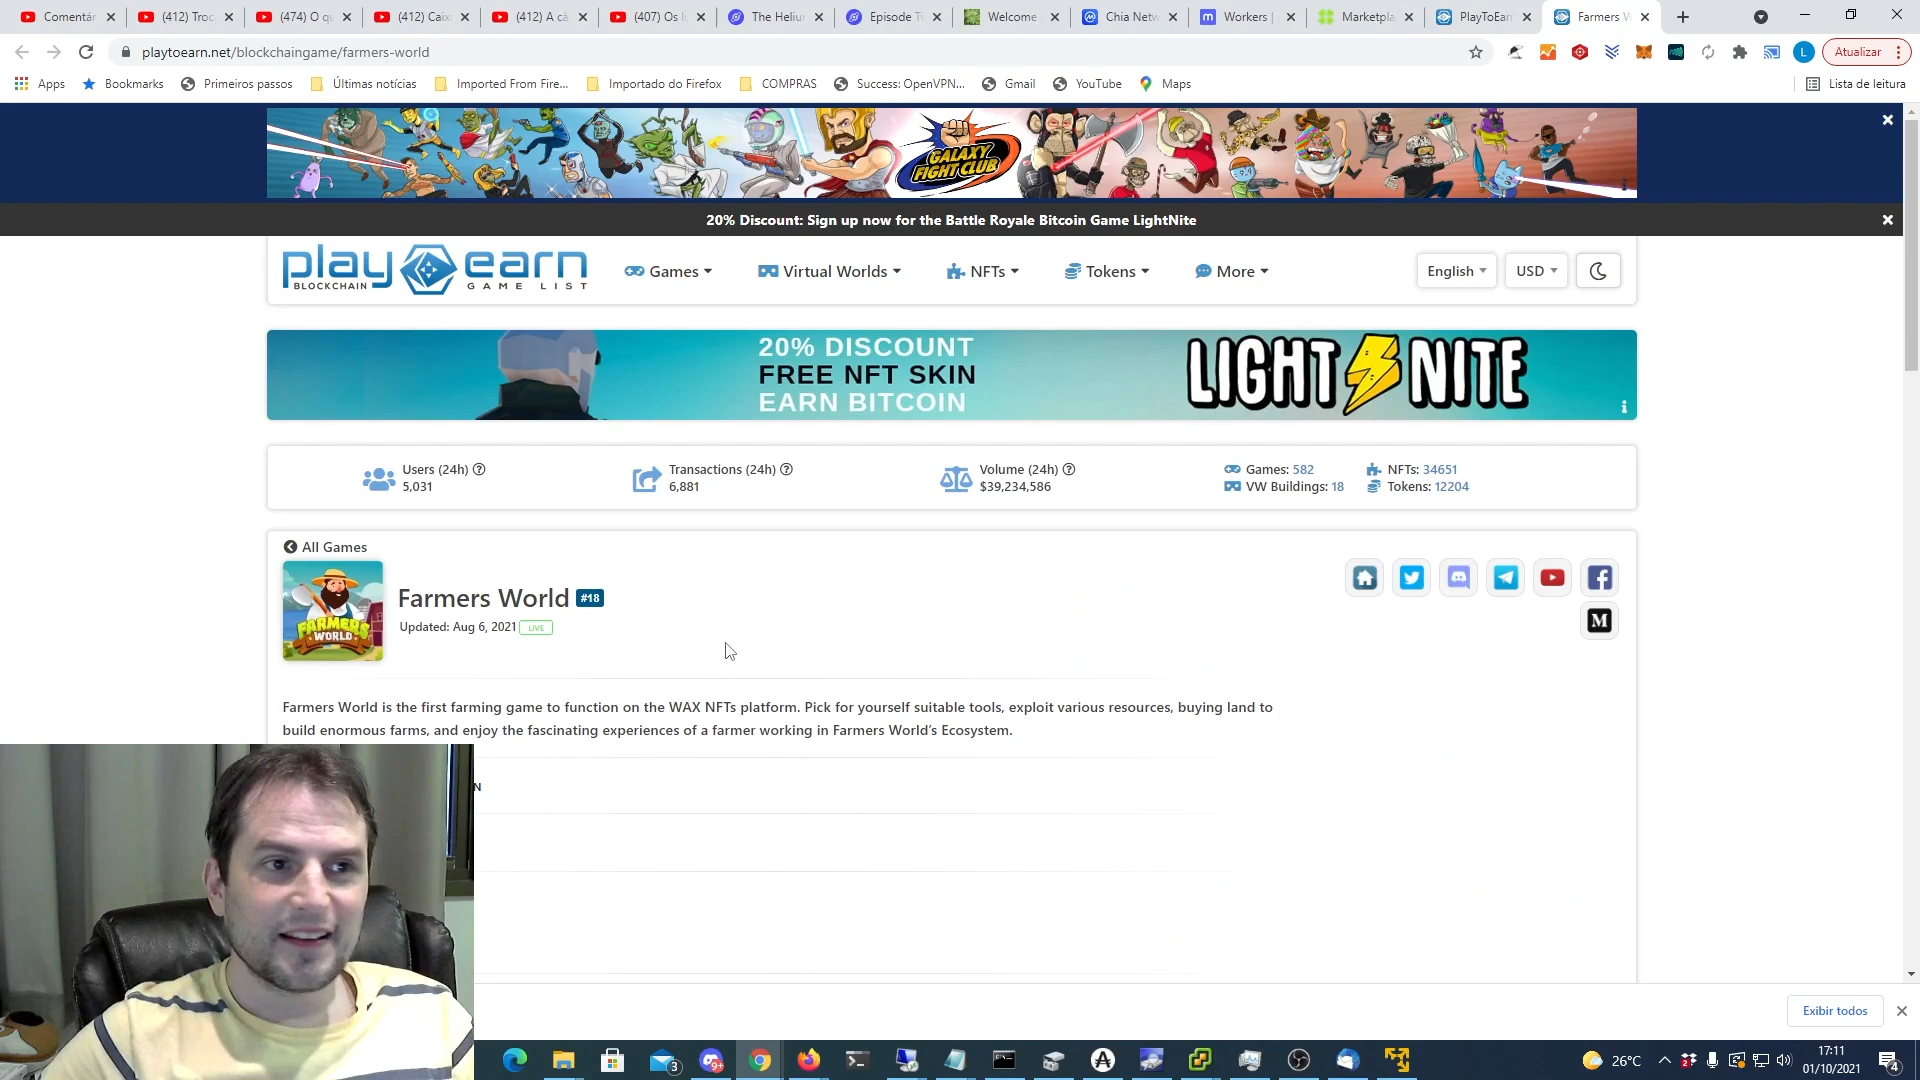 Comentár
(412) Troc
(474) O qu
(412) Caix
(412) A câ
(407) Os l
The Heliu
Episode Tv
Welcome
Chia Netw
Workers |
Marketpla
PlayToEarn
Farmers W
playtoearn.net/blockchaingame/farmers-world
L
Atualizar
Apps
Bookmarks
Primeiros passos
Últimas notícias
Imported From Fire...
Importado do Firefox
COMPRAS
Success: OpenVPN...
Gmail
YouTube
Maps
Lista de leitura
GALAXY
FIGHT CLUB
20% Discount: Sign up now for the Battle Royale Bitcoin Game LightNite
play earn
BLOCKCHAIN GAME LIST
Games
Virtual Worlds
NFTs
Tokens
More
English
USD
20% DISCOUNT
FREE NFT SKIN
EARN BITCOIN
LIGHT NITE
Users (24h)
5,031
Transactions (24h)
6,881
Volume (24h)
$39,234,586
Games: 582
VW Buildings: 18
NFTs: 34651
Tokens: 12204
All Games
FARMERS
WORLD
Farmers World #18
Updated: Aug 6, 2021 LIVE
M
Farmers World is the first farming game to function on the WAX NFTs platform. Pick for yourself suitable tools, exploit various resources, buying land to
build enormous farms, and enjoy the fascinating experiences of a farmer working in Farmers World's Ecosystem.
N
Exibir todos
3
9+
26°C
17:11
01/10/2021
4